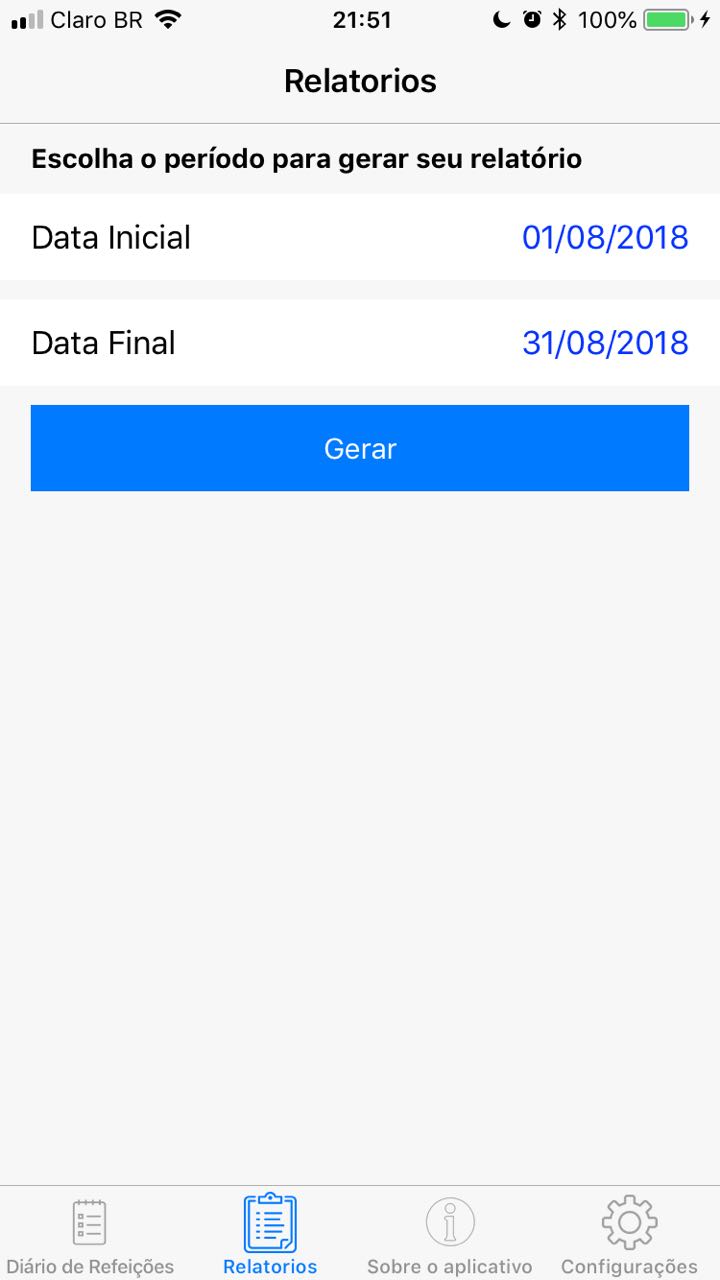 Claro BR 21:51 100%
Relatorios
Escolha o período para gerar seu relatório
Data Inicial 01/08/2018
Data Final 31/08/2018
Gerar
Diário de Refeições Relatorios Sobre o aplicativo Configurações